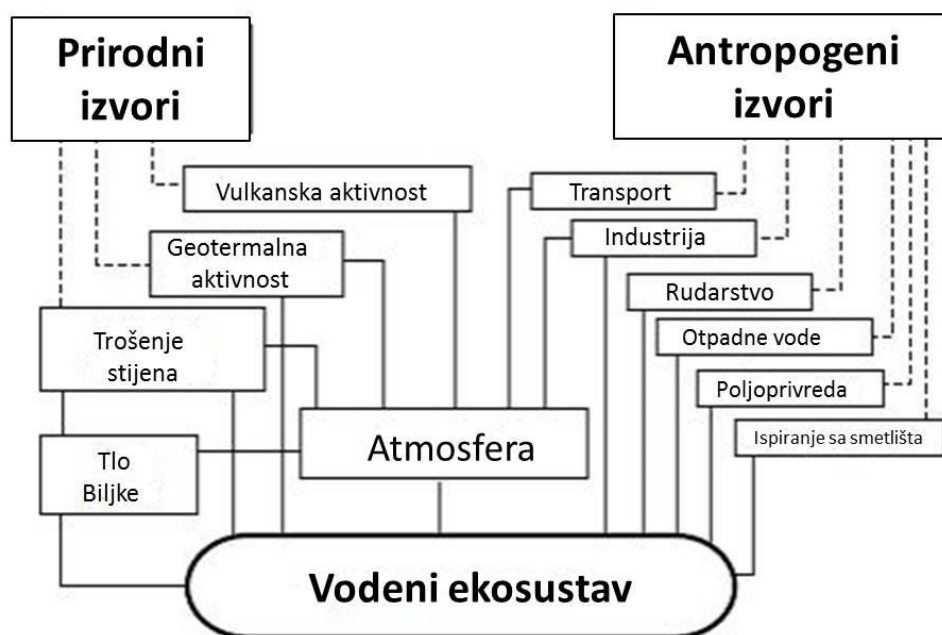 Prirodni
izvori
Antropogeni
izvori
Vulkanska aktivnost
Transport
Geotermalna
aktivnost
Industrija
Rudarstvo
Trošenje
stijena
Otpadne vode
Poljoprivreda
Atmosfera
Ispiranje sa smetlišta
Tlo
Biljke
Vodeni ekosustav